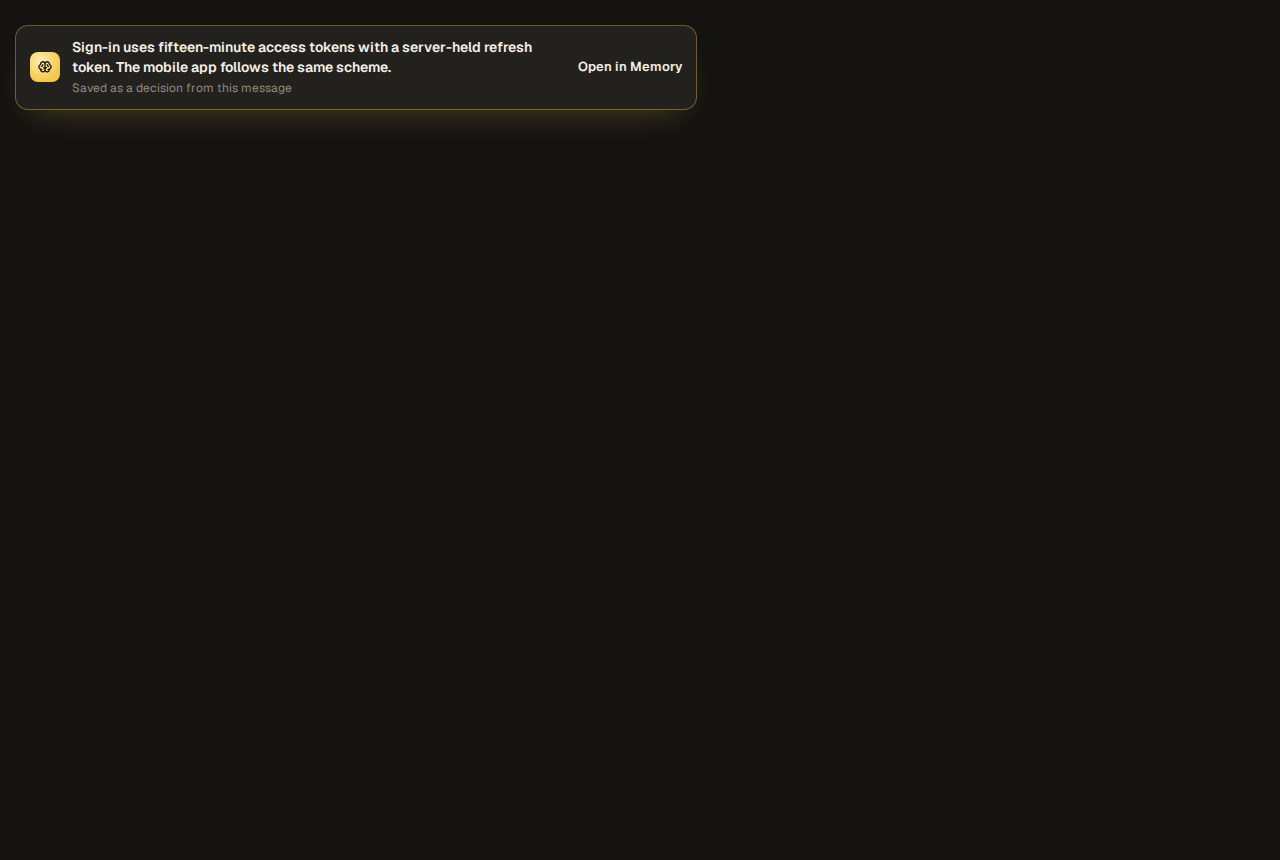 Sign-in uses fifteen-minute access tokens with a server-held refresh
token. The mobile app follows the same scheme.
Saved as a decision from this message
Open in Memory